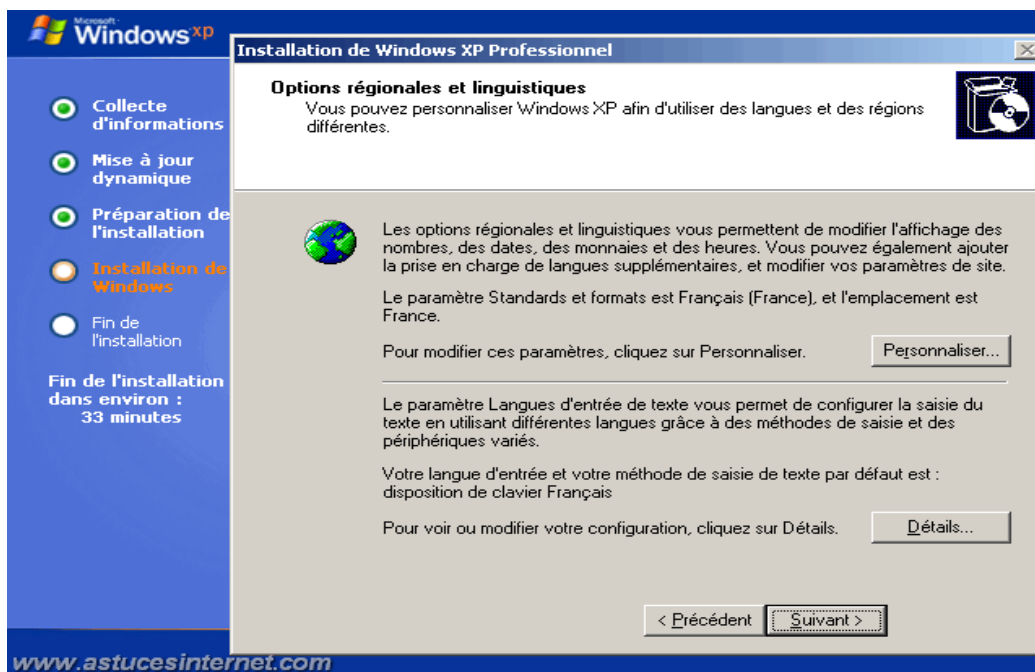 Microsoft
Windows xp
Installation de Windows XP Professionnel
Options régionales et linguistiques
Vous pouvez personnaliser Windows XP afin d'utiliser des langues et des régions
différentes.
Collecte
d'informations
Mise à jour
dynamique
Préparation de
l'installation
Installation de
Windows
Fin de
l'installation
Fin de l'installation
dans environ :
33 minutes
Les options régionales et linguistiques vous permettent de modifier l'affichage des
nombres, des dates, des monnaies et des heures. Vous pouvez également ajouter
la prise en charge de langues supplémentaires, et modifier vos paramètres de site.
Le paramètre Standards et formats est Français (France), et l'emplacement est
France.
Pour modifier ces paramètres, cliquez sur Personnaliser.
Personnaliser...
Le paramètre Langues d'entrée de texte vous permet de configurer la saisie du
texte en utilisant différentes langues grâce à des méthodes de saisie et des
périphériques variés.
Votre langue d'entrée et votre méthode de saisie de texte par défaut est :
disposition de clavier Français
Pour voir ou modifier votre configuration, cliquez sur Détails.
Détails...
< Précédent
Suivant >
www.astucesinternet.com